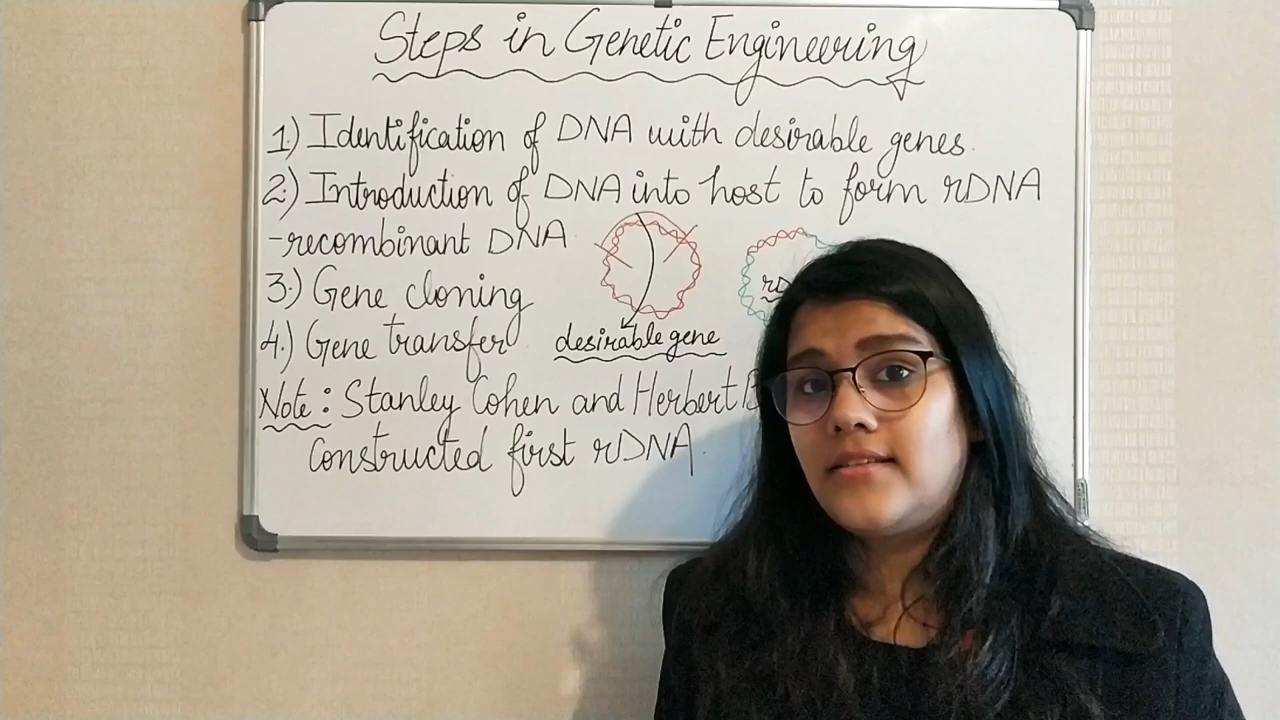 Steps in Genetic Engineering
1) Identification of DNA with desirable genes.
2) Introduction of DNA into host to form rDNA
-recombinant DNA
3) Gene cloning
4.) Gene transfer
desirable gene
Note: Stanley Cohen and Herbert
Constructed first rDNA.